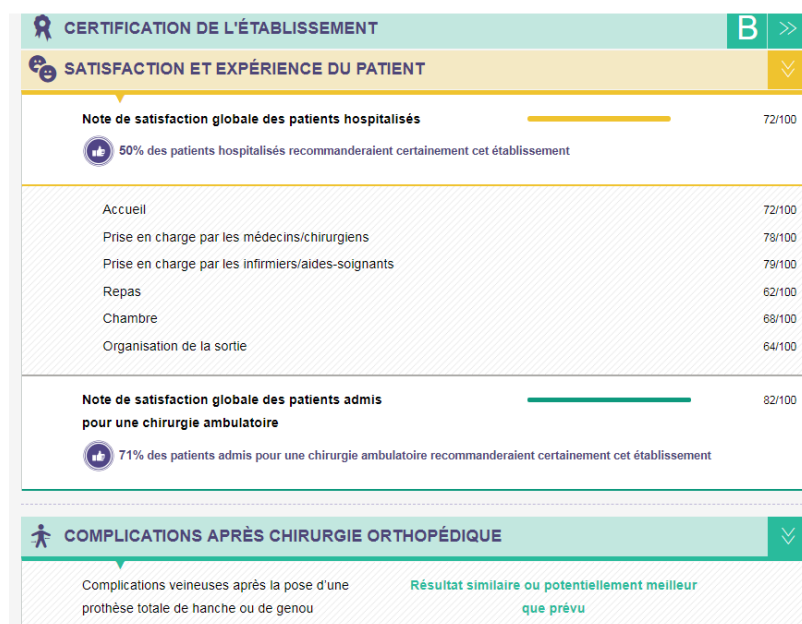 CERTIFICATION DE L'ÉTABLISSEMENT B
SATISFACTION ET EXPÉRIENCE DU PATIENT
Note de satisfaction globale des patients hospitalisés 72/100
50% des patients hospitalisés recommanderaient certainement cet établissement
Accueil 72/100
Prise en charge par les médecins/chirurgiens 78/100
Prise en charge par les infirmiers/aides-soignants 79/100
Repas 62/100
Chambre 68/100
Organisation de la sortie 64/100
Note de satisfaction globale des patients admis 82/100
pour une chirurgie ambulatoire
71% des patients admis pour une chirurgie ambulatoire recommanderaient certainement cet établissement
COMPLICATIONS APRÈS CHIRURGIE ORTHOPÉDIQUE
Complications veineuses après la pose d'une Résultat similaire ou potentiellement meilleur
prothèse totale de hanche ou de genou que prévu